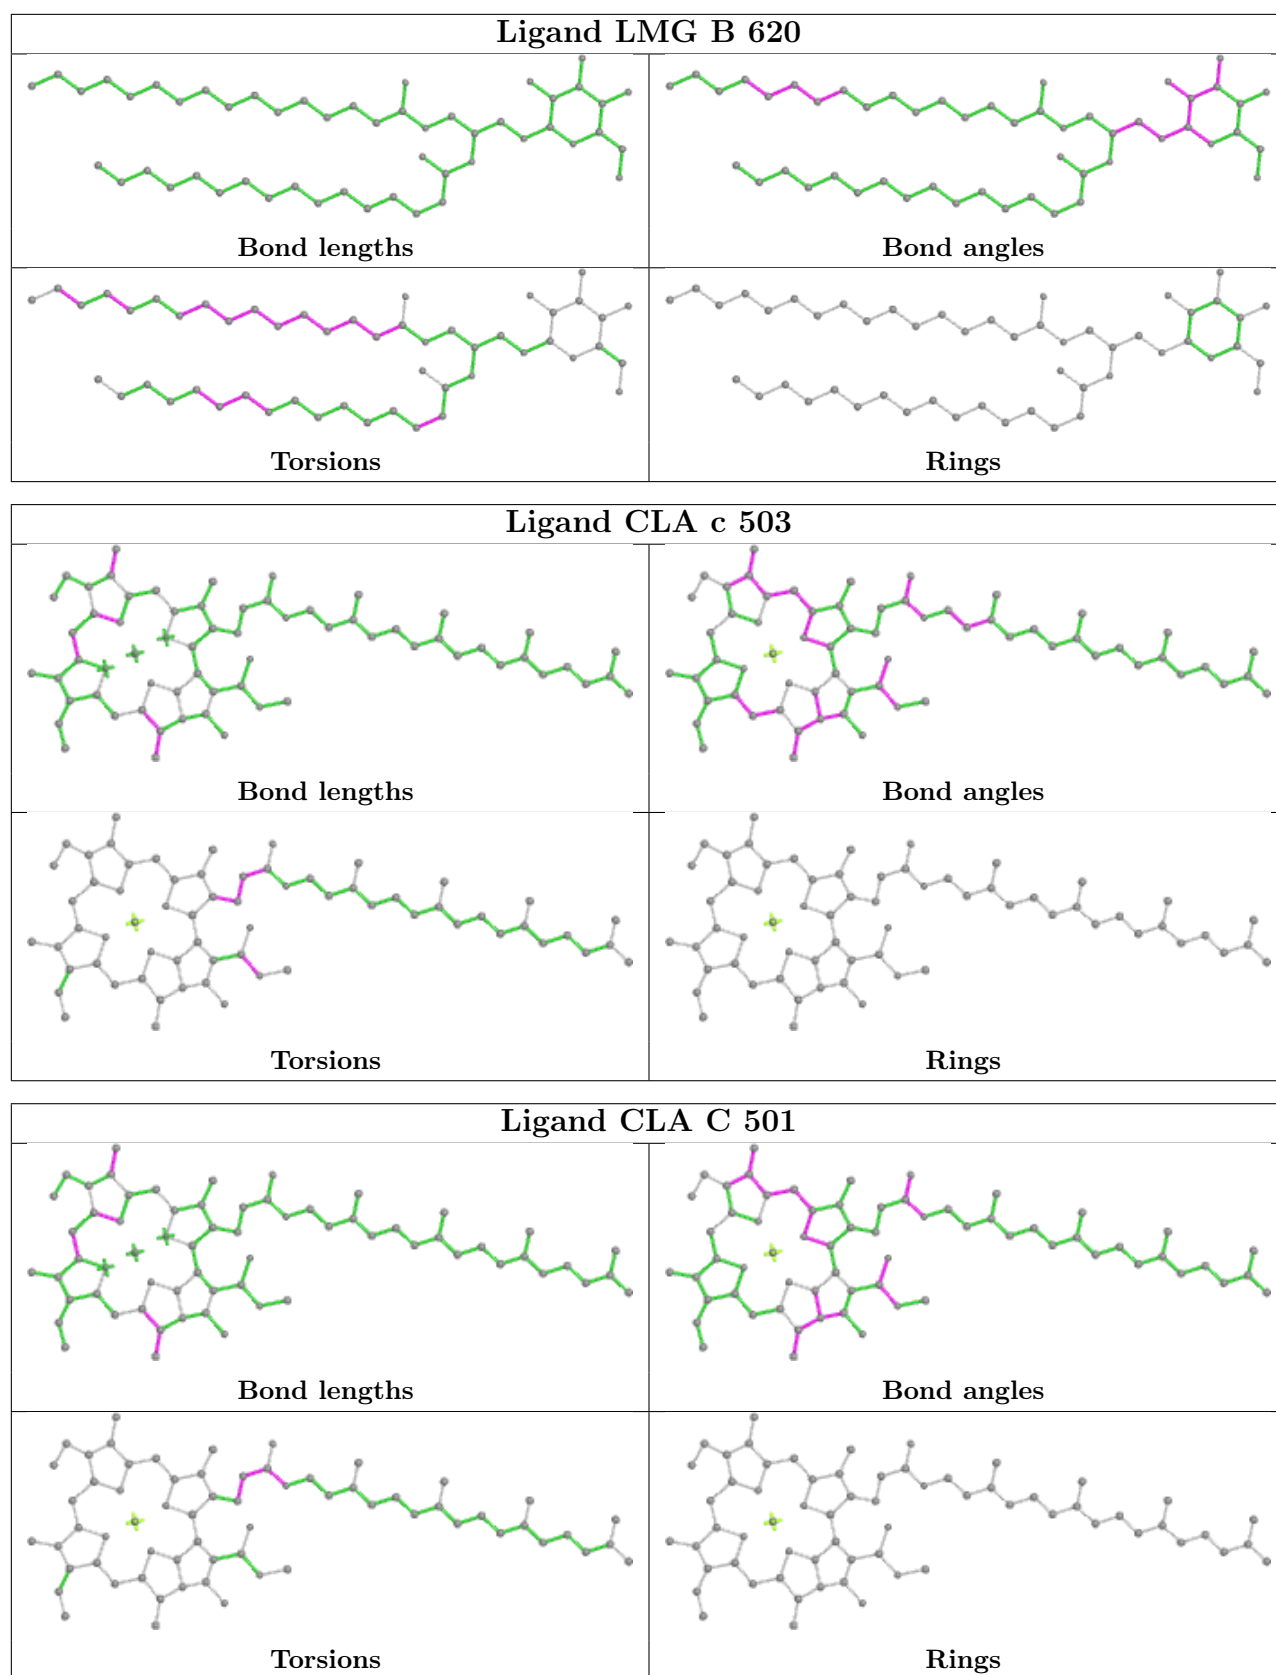 Ligand LMG B 620
Bond lengths
Bond angles
Torsions
Rings
Ligand CLA c 503
Bond lengths
Bond angles
Torsions
Rings
Ligand CLA C 501
Bond lengths
Bond angles
Torsions
Rings